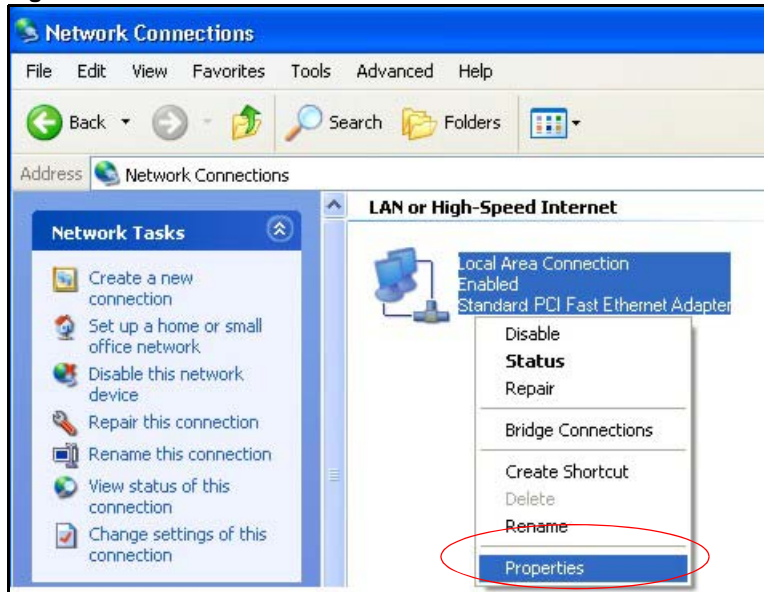 Network Connections
File Edit View Favorites Tools Advanced Help
Back Search Folders
Address Network Connections
Network Tasks
Create a new
connection
Set up a home or small
office network
Disable this network
device
Repair this connection
Rename this connection
View status of this
connection
Change settings of this
connection
LAN or High-Speed Internet
Local Area Connection
Enabled
Standard PCI Fast Ethernet Adapter
Disable
Status
Repair
Bridge Connections
Create Shortcut
Delete
Rename
Properties